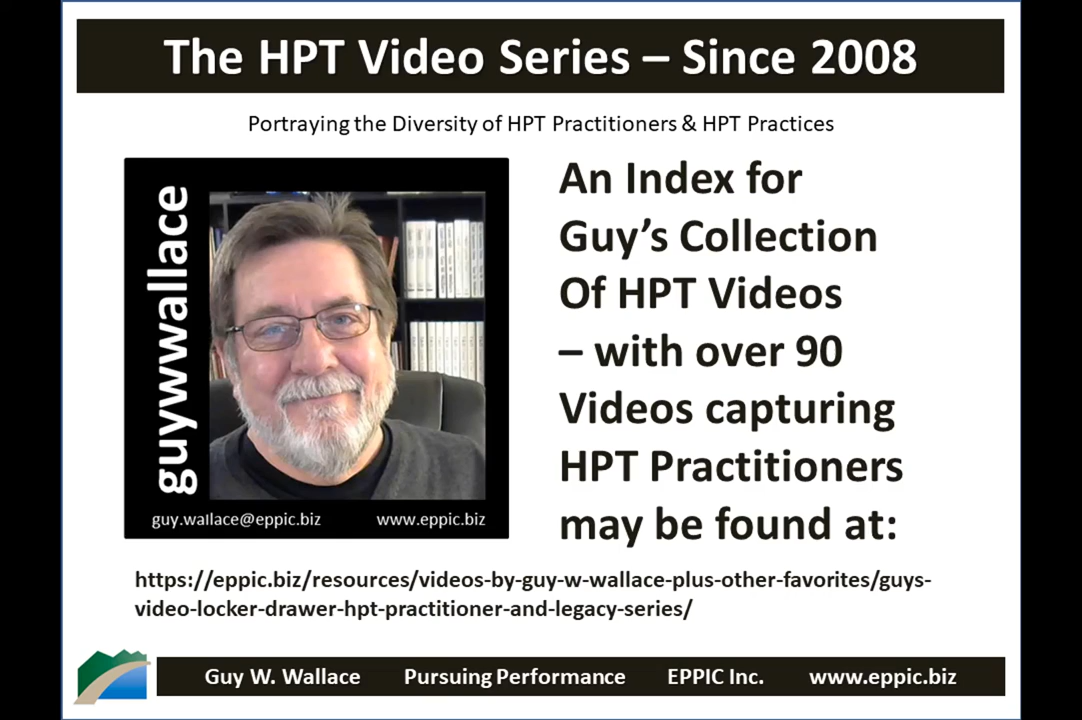 The HPT Video Series – Since 2008
Portraying the Diversity of HPT Practitioners & HPT Practices
guywwallace
guy.wallace@eppic.biz www.eppic.biz
An Index for
Guy’s Collection
Of HPT Videos
– with over 90
Videos capturing
HPT Practitioners
may be found at:
https://eppic.biz/resources/videos-by-guy-w-wallace-plus-other-favorites/guys-
video-locker-drawer-hpt-practitioner-and-legacy-series/
Guy W. Wallace Pursuing Performance EPPIC Inc. www.eppic.biz